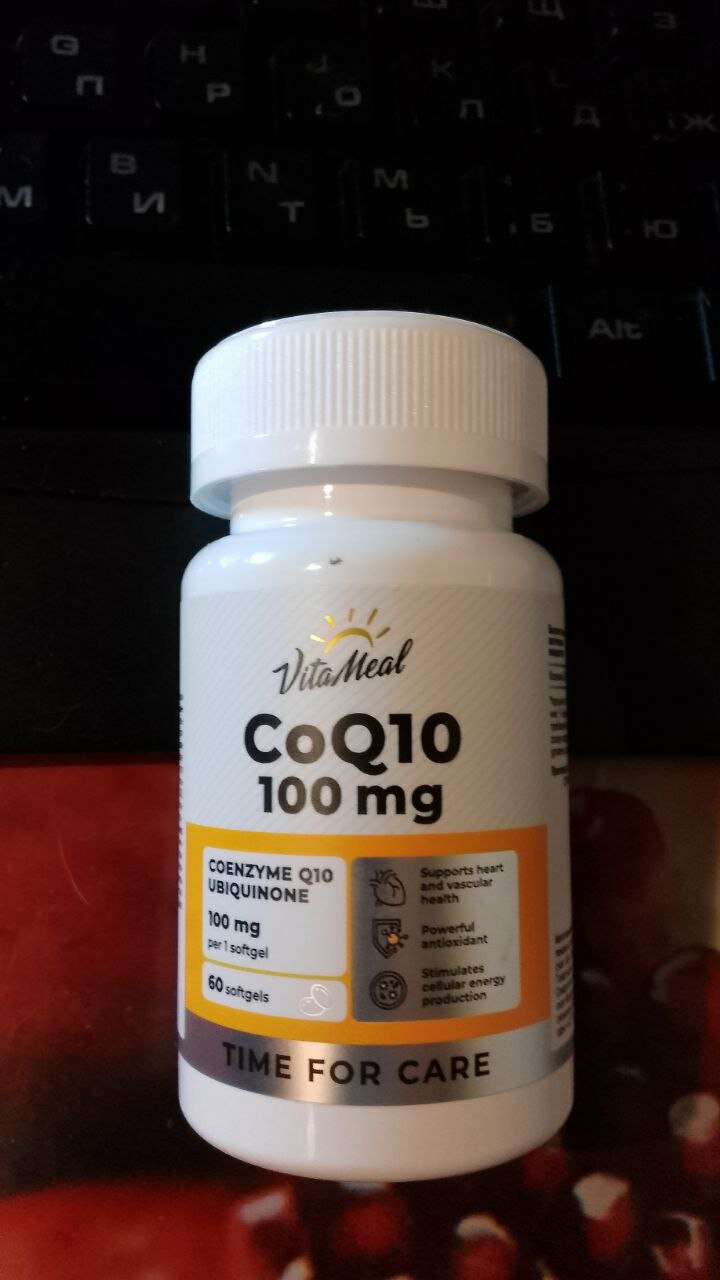 G H J K
П Р О Л Д Ж
B N M
М И Т Ь Б Ю
Alt
VitaMeal
CoQ10
100 mg
COENZYME Q10
UBIQUINONE
100 mg
per 1 softgel
60 softgels
Supports heart
and vascular
health
Powerful
antioxidant
Stimulates
cellular energy
production
TIME FOR CARE